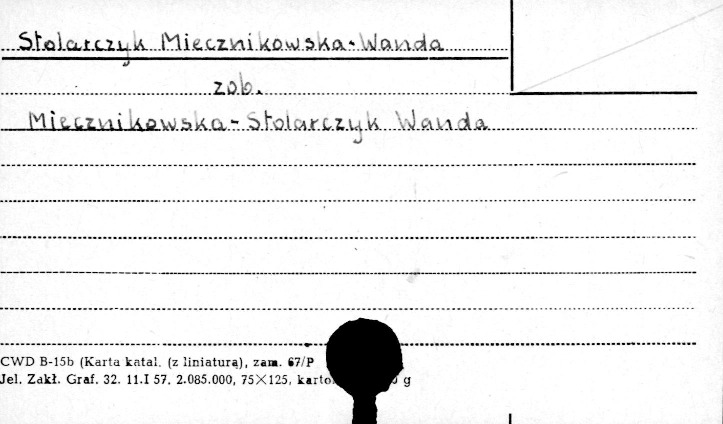 Stolarczyk Miecznikowska-Wanda
zob.
Miecznikowska-Stolarczyk Wanda
CWD B-15b (Karta katal. (z liniaturą), zam. 67/P
Jel. Zakł. Graf. 32. 11.I 57. 2.085.000, 75×125, g